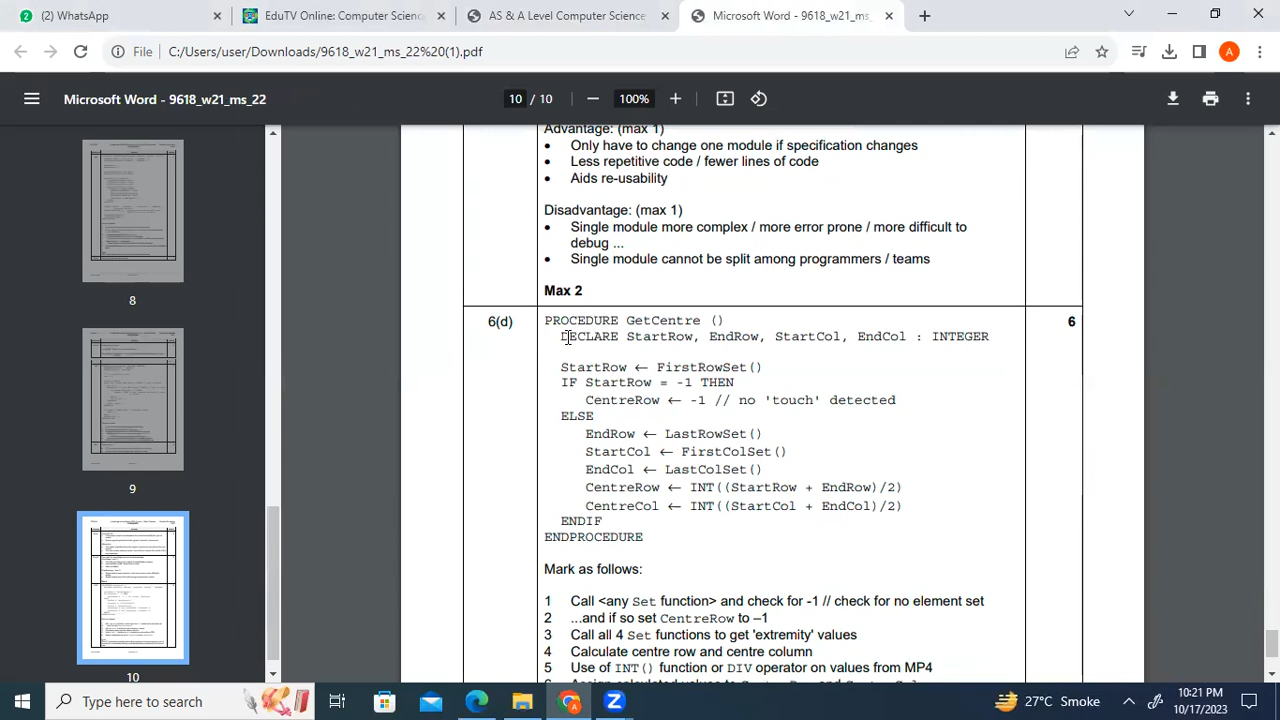 (2) WhatsApp
EduTV Online: Computer Scienc
AS & A Level Computer Science
Microsoft Word - 9618_w21_ms_
File
C:/Users/user/Downloads/9618_w21_ms_22%20(1).pdf
A
Microsoft Word - 9618_w21_ms_22
10 / 10
100%
8
9
10
Advantage: (max 1)
• Only have to change one module if specification changes
• Less repetitive code / fewer lines of code
• Aids re-usability
Disadvantage: (max 1)
• Single module more complex / more error prone / more difficult to
debug ...
• Single module cannot be split among programmers / teams
Max 2
6(d)
6
PROCEDURE GetCentre ()
DECLARE StartRow, EndRow, StartCol, EndCol : INTEGER
StartRow ← FirstRowSet()
IF StartRow = -1 THEN
CentreRow ← -1 // no 'touch' detected
ELSE
EndRow ← LastRowSet()
StartCol ← FirstColSet()
EndCol ← LastColSet()
CentreRow ← INT((StartRow + EndRow)/2)
CentreCol ← INT((StartCol + EndCol)/2)
ENDIF
ENDPROCEDURE
Mark as follows:
1 Call <any Set function> and check for -1 // check for no element set
2 ...and if so set CentreRow to –1
3 Call all 4 Set functions to get 'extremity' values
4 Calculate centre row and centre column
5 Use of INT() function or DIV operator on values from MP4
Type here to search
27°C Smoke
10:21 PM
10/17/2023